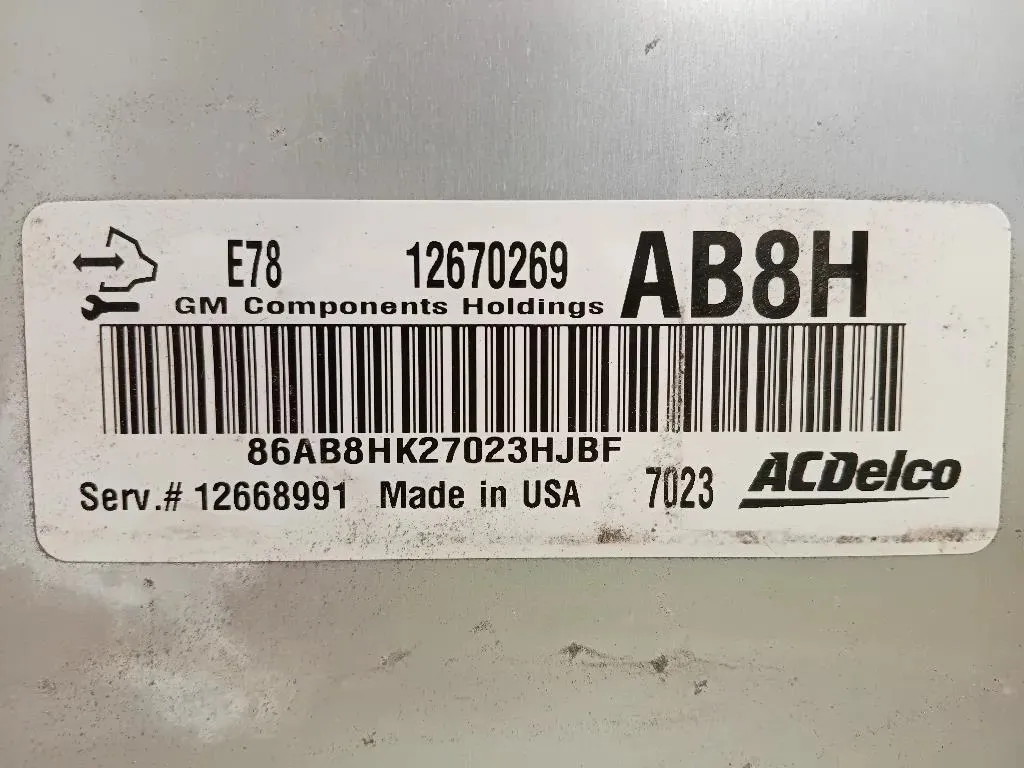 E78 12670269 AB8H
GM Components Holdings
86AB8HK27023HJBF
Serv.# 12668991 Made in USA 7023 ACDelco